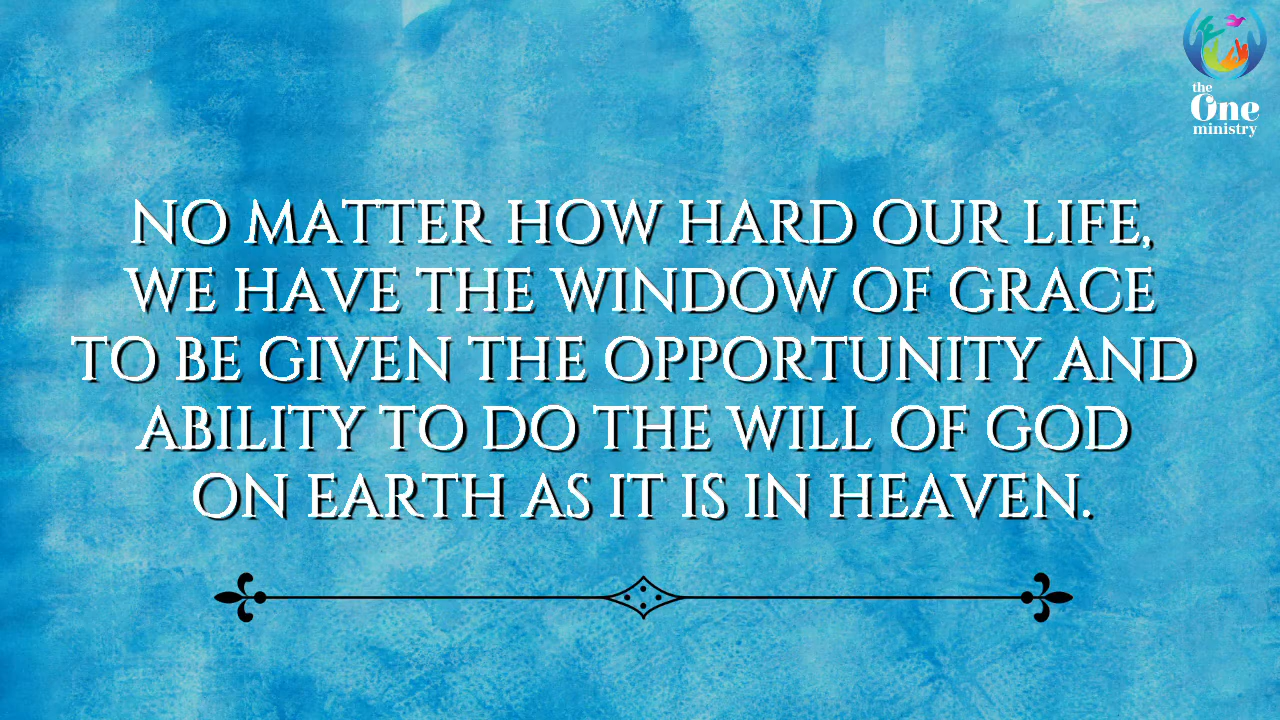 the
One
ministry
NO MATTER HOW HARD OUR LIFE,
WE HAVE THE WINDOW OF GRACE
TO BE GIVEN THE OPPORTUNITY AND
ABILITY TO DO THE WILL OF GOD
ON EARTH AS IT IS IN HEAVEN.